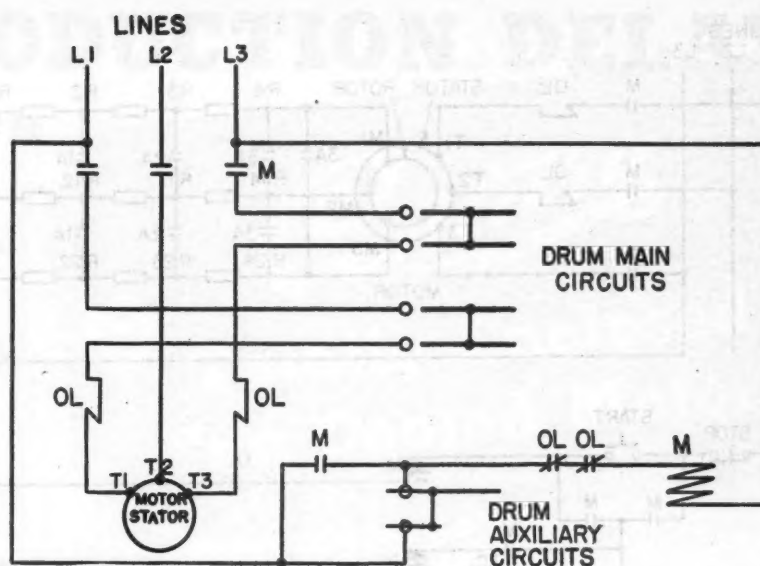 LINES
L1 L2 L3
M
DRUM MAIN
CIRCUITS
OL OL
M OL OL M
T1 T2 T3
MOTOR
STATOR
DRUM
AUXILIARY
CIRCUITS